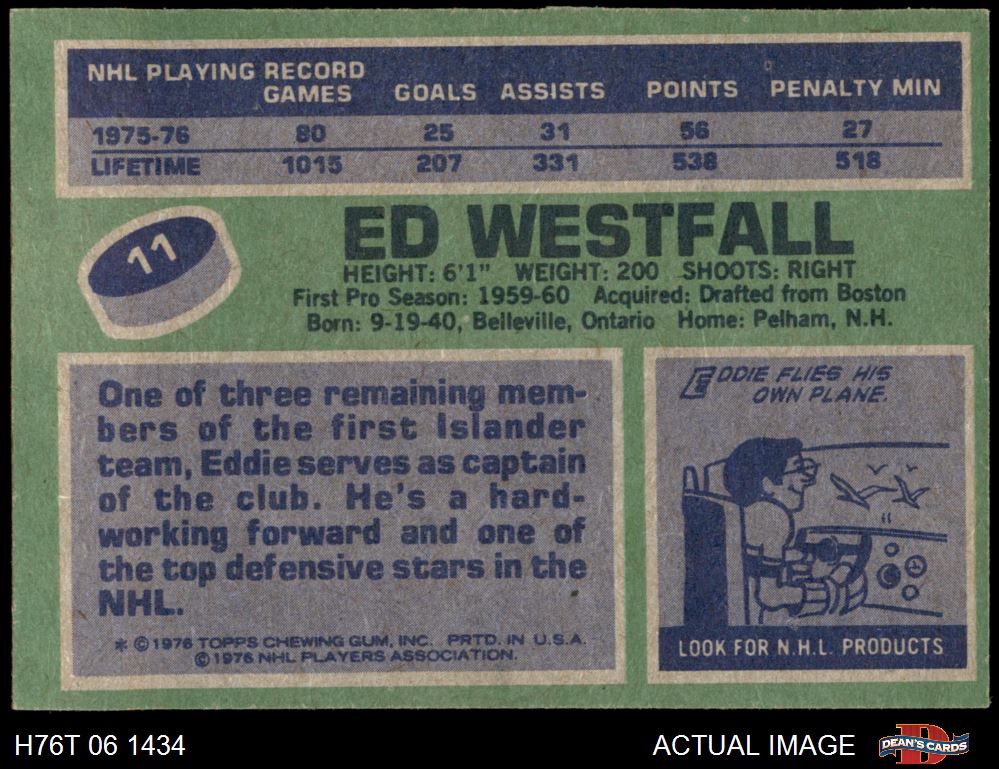 NHL PLAYING RECORD
GAMES GOALS ASSISTS POINTS PENALTY MIN
1975-76 80 25 31 56 27
LIFETIME 1015 207 331 538 518
11
ED WESTFALL
HEIGHT: 6'1" WEIGHT: 200 SHOOTS: RIGHT
First Pro Season: 1959-60 Acquired: Drafted from Boston
Born: 9-19-40, Belleville, Ontario Home: Pelham, N.H.
One of three remaining mem-
bers of the first Islander
team, Eddie serves as captain
of the club. He's a hard-
working forward and one of
the top defensive stars in the
NHL.
* © 1976 TOPPS CHEWING GUM, INC. PRTD. IN U.S.A.
© 1976 NHL PLAYERS ASSOCIATION.
EDDIE FLIES HIS
OWN PLANE.
LOOK FOR N.H.L. PRODUCTS
H76T 06 1434 ACTUAL IMAGE
DEAN'S CARDS